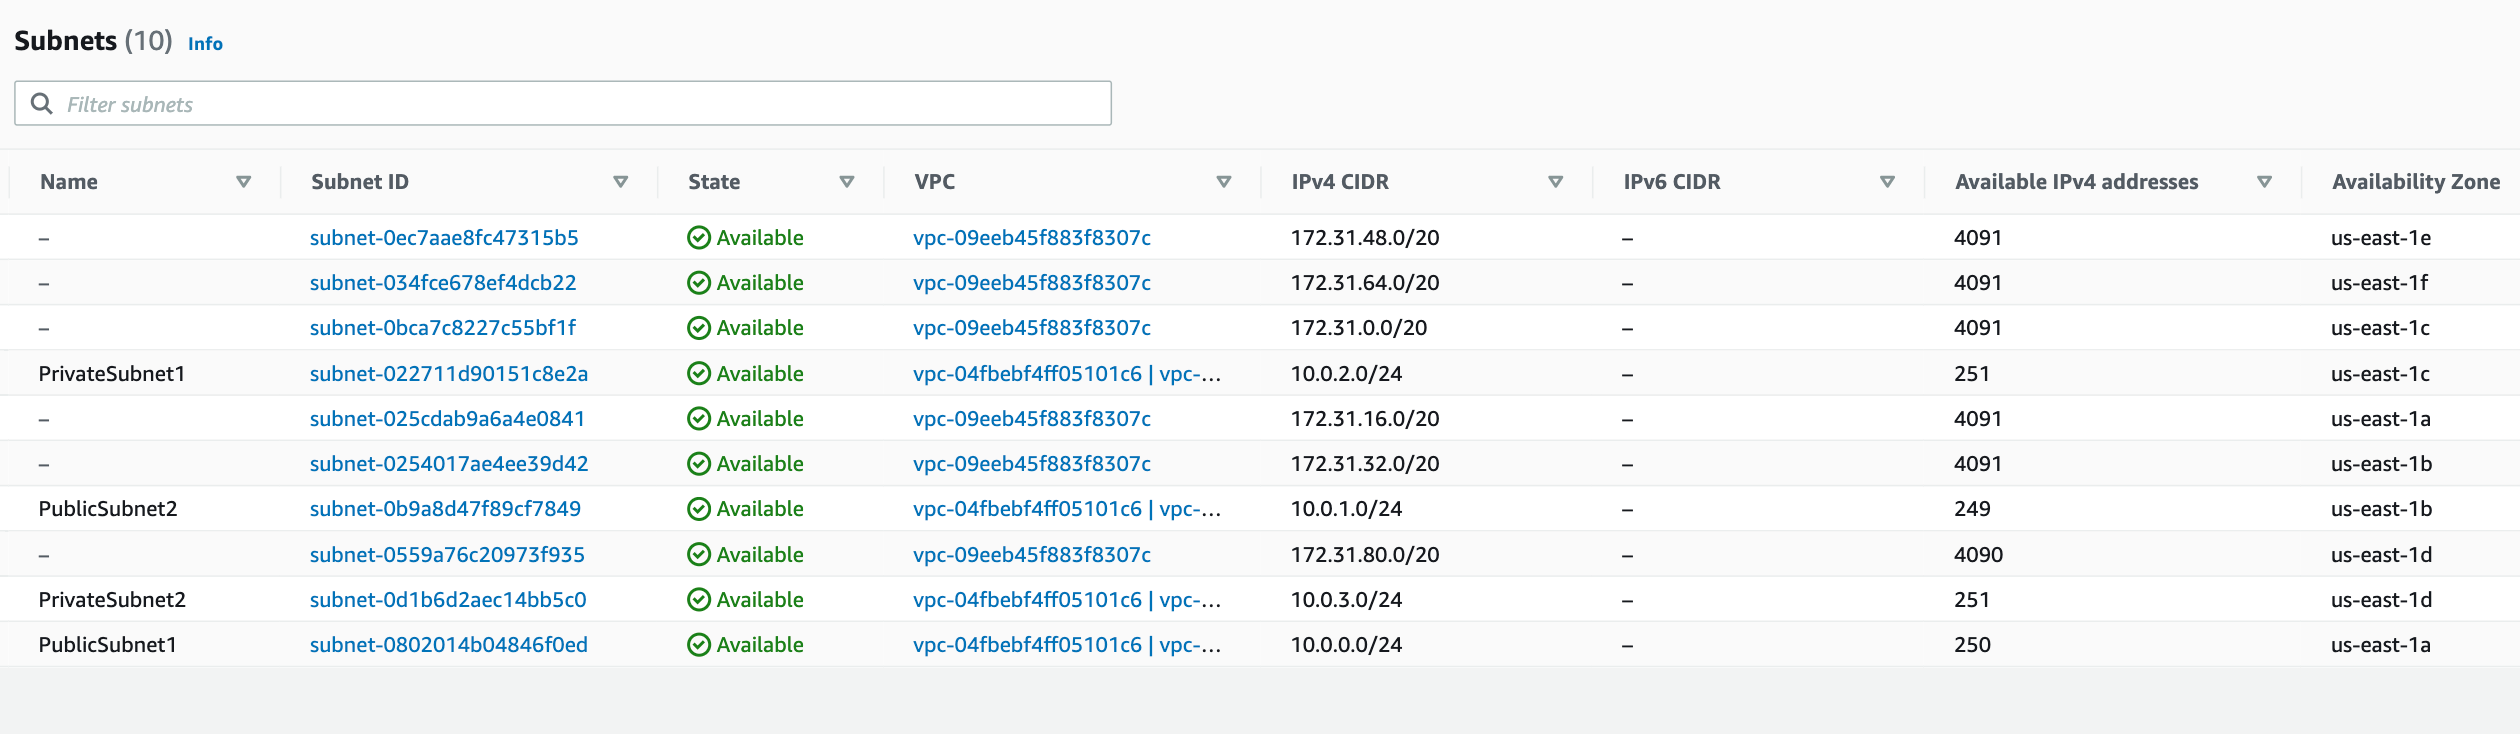 Subnets (10) Info
Filter subnets
Name Subnet ID State VPC IPv4 CIDR IPv6 CIDR Available IPv4 addresses Availability Zone
– subnet-0ec7aae8fc47315b5 Available vpc-09eeb45f883f8307c 172.31.48.0/20 – 4091 us-east-1e
– subnet-034fce678ef4dcb22 Available vpc-09eeb45f883f8307c 172.31.64.0/20 – 4091 us-east-1f
– subnet-0bca7c8227c55bf1f Available vpc-09eeb45f883f8307c 172.31.0.0/20 – 4091 us-east-1c
PrivateSubnet1 subnet-022711d90151c8e2a Available vpc-04fbebf4ff05101c6 | vpc-... 10.0.2.0/24 – 251 us-east-1c
– subnet-025cdab9a6a4e0841 Available vpc-09eeb45f883f8307c 172.31.16.0/20 – 4091 us-east-1a
– subnet-0254017ae4ee39d42 Available vpc-09eeb45f883f8307c 172.31.32.0/20 – 4091 us-east-1b
PublicSubnet2 subnet-0b9a8d47f89cf7849 Available vpc-04fbebf4ff05101c6 | vpc-... 10.0.1.0/24 – 249 us-east-1b
– subnet-0559a76c20973f935 Available vpc-09eeb45f883f8307c 172.31.80.0/20 – 4090 us-east-1d
PrivateSubnet2 subnet-0d1b6d2aec14bb5c0 Available vpc-04fbebf4ff05101c6 | vpc-... 10.0.3.0/24 – 251 us-east-1d
PublicSubnet1 subnet-0802014b04846f0ed Available vpc-04fbebf4ff05101c6 | vpc-... 10.0.0.0/24 – 250 us-east-1a